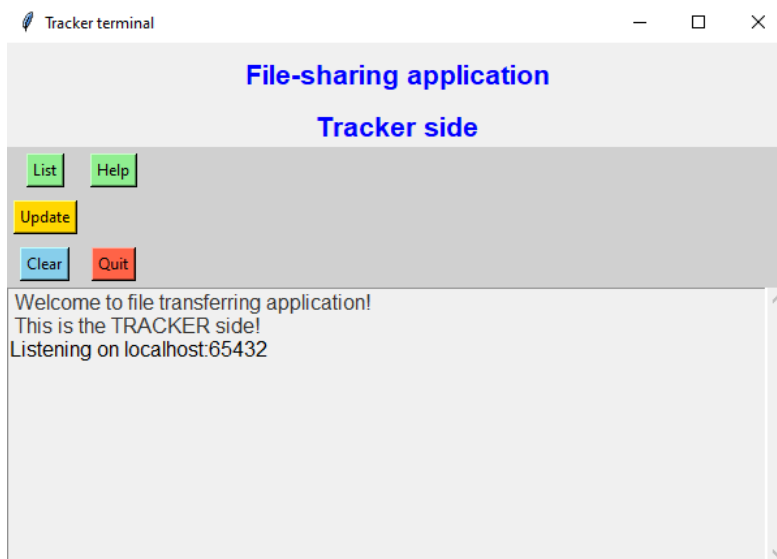 Tracker terminal
File-sharing application
Tracker side
List Help
Update
Clear Quit
Welcome to file transferring application!
This is the TRACKER side!
Listening on localhost:65432